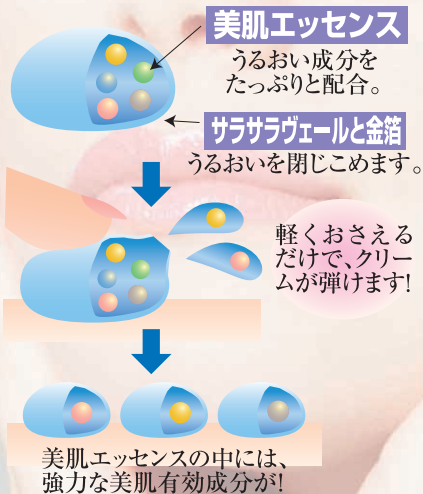 美肌エッセンス
うるおい成分を
たっぷりと配合。
サラサラヴェールと金箔
うるおいを閉じこめます。
軽くおさえる
だけで、クリー
ムが弾けます!
美肌エッセンスの中には、
強力な美肌有効成分が!